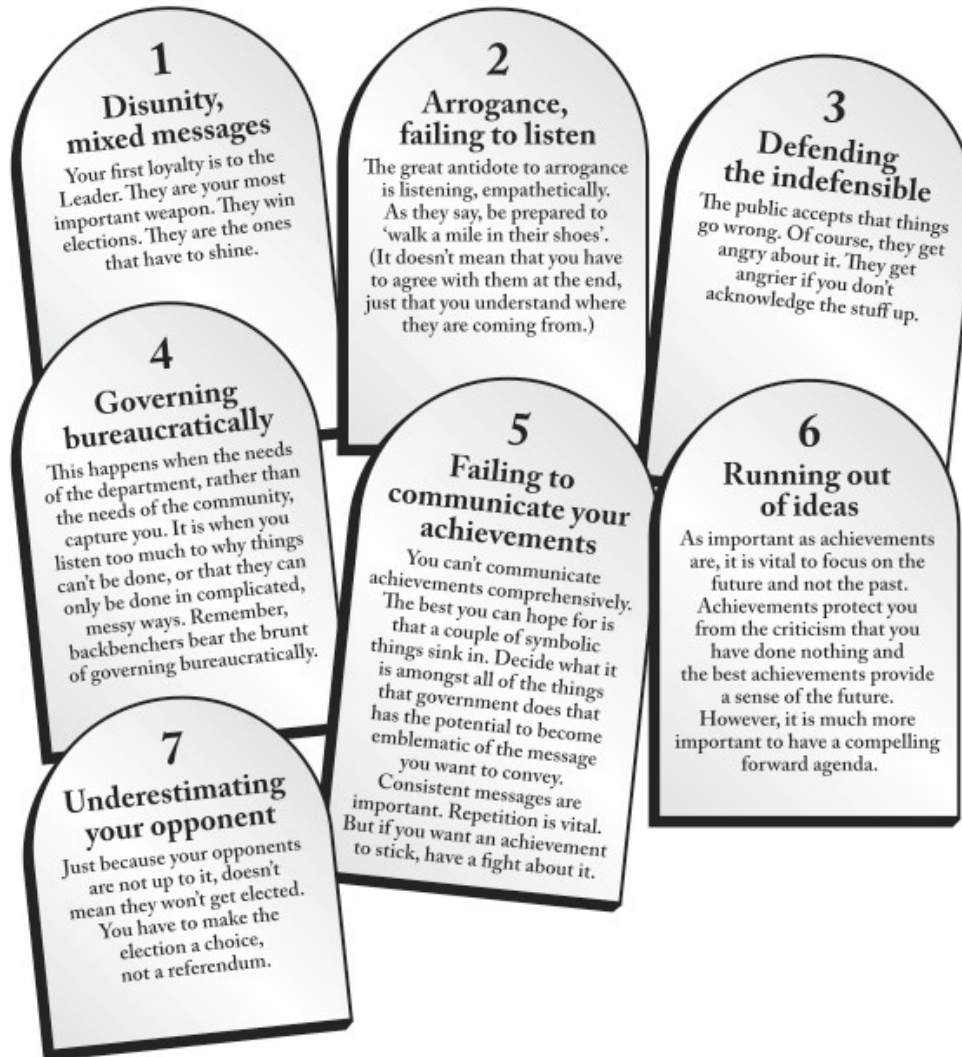 1
Disunity,
mixed messages
Your first loyalty is to the
Leader. They are your most
important weapon. They win
elections. They are the ones
that have to shine.
2
Arrogance,
failing to listen
The great antidote to arrogance
is listening, empathetically.
As they say, be prepared to
‘walk a mile in their shoes’.
(It doesn’t mean that you have
to agree with them at the end,
just that you understand where
they are coming from.)
3
Defending
the indefensible
The public accepts that things
go wrong. Of course, they get
angry about it. They get
angrier if you don’t
acknowledge the stuff up.
4
Governing
bureaucratically
This happens when the needs
of the department, rather than
the needs of the community,
capture you. It is when you
listen too much to why things
can’t be done, or that they can
only be done in complicated,
messy ways. Remember,
backbenchers bear the brunt
of governing bureaucratically.
5
Failing to
communicate your
achievements
You can’t communicate
achievements comprehensively.
The best you can hope for is
that a couple of symbolic
things sink in. Decide what it
is amongst all of the things
that government does that
has the potential to become
emblematic of the message
you want to convey.
Consistent messages are
important. Repetition is vital.
But if you want an achievement
to stick, have a fight about it.
6
Running out
of ideas
As important as achievements
are, it is vital to focus on the
future and not the past.
Achievements protect you
from the criticism that you
have done nothing and
the best achievements provide
a sense of the future.
However, it is much more
important to have a compelling
forward agenda.
7
Underestimating
your opponent
Just because your opponents
are not up to it, doesn’t
mean they won’t get elected.
You have to make the
election a choice,
not a referendum.